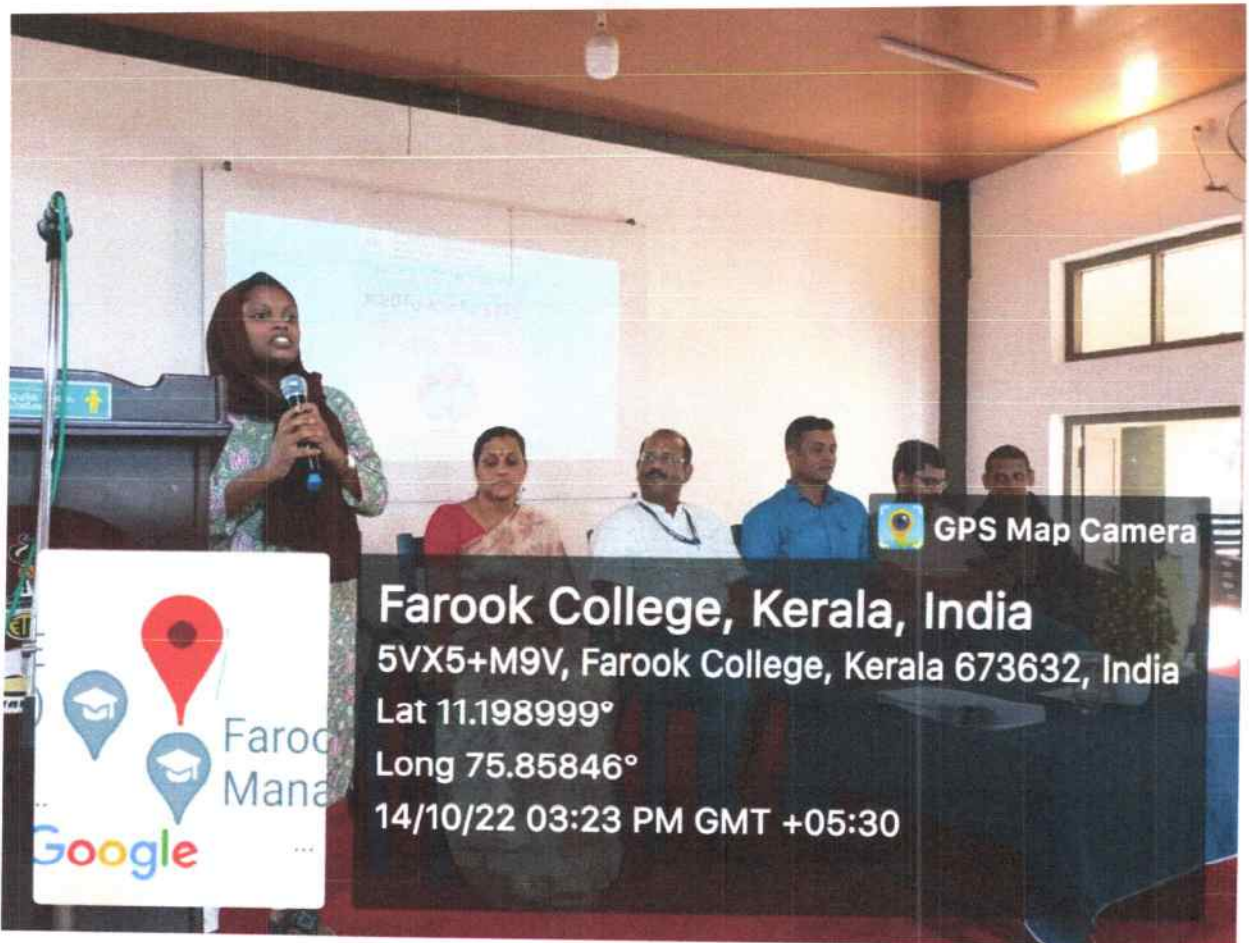 GPS Map Camera
Farook College, Kerala, India
5VX5+M9V, Farook College, Kerala 673632, India
Lat 11.198999°
Long 75.85846°
14/10/22 03:23 PM GMT +05:30
Faroo
Mana
Google